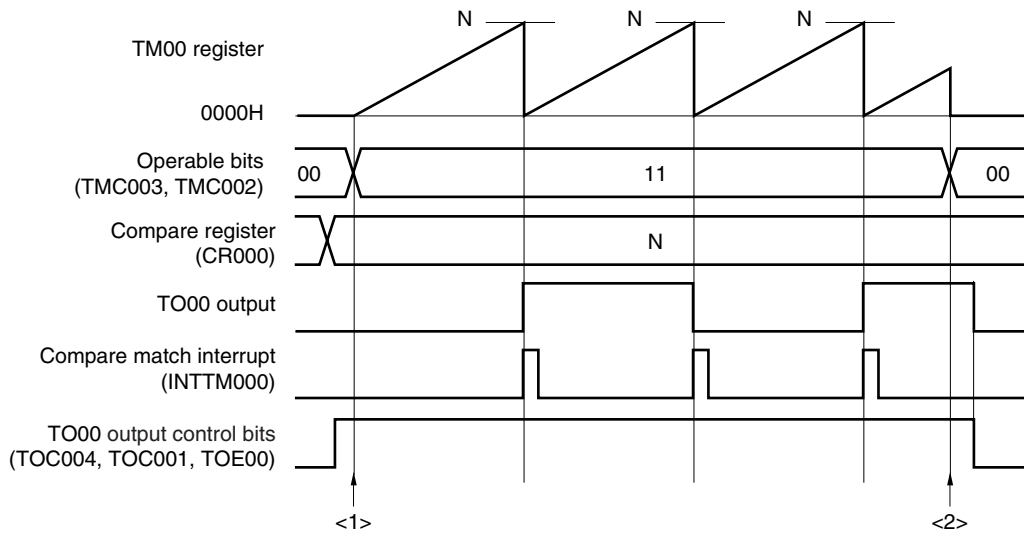 N N N
TM00 register
0000H
Operable bits
(TMC003, TMC002)
00 11 00
Compare register
(CR000)
N
TO00 output
Compare match interrupt
(INTTM000)
TO00 output control bits
(TOC004, TOC001, TOE00)
<1> <2>